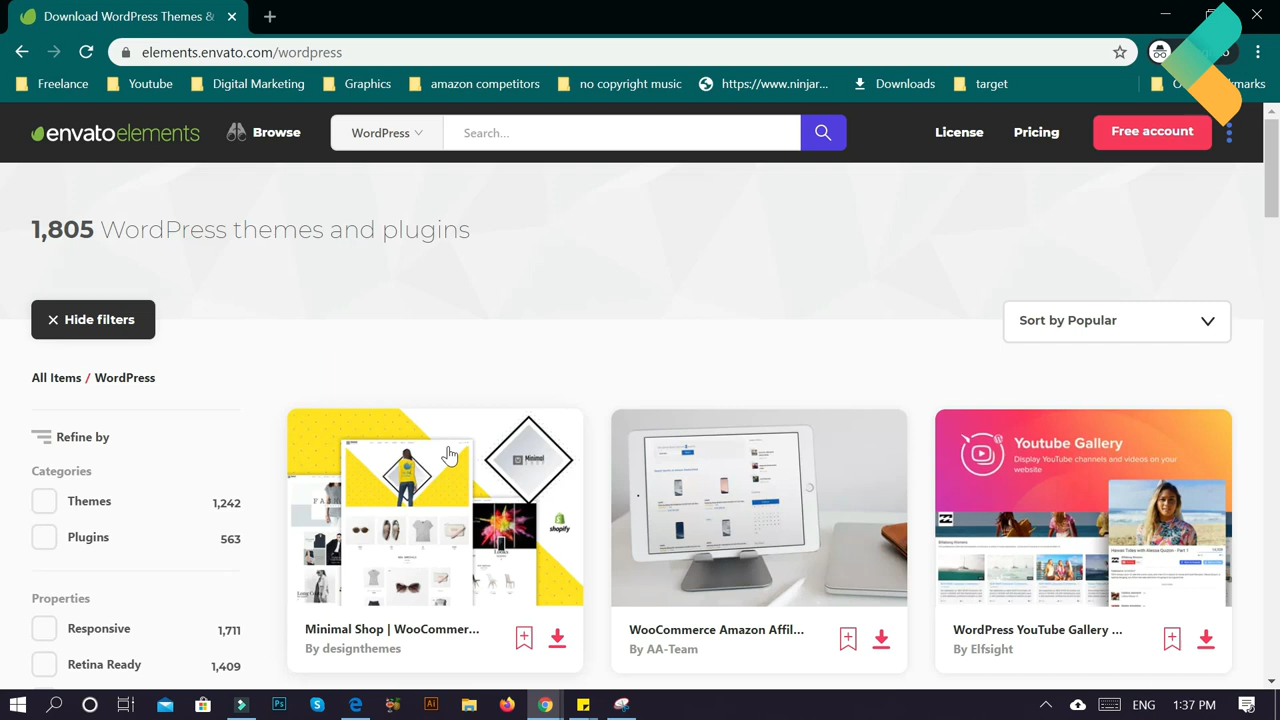 Download WordPress Themes &
elements.envato.com/wordpress
Freelance
Youtube
Digital Marketing
Graphics
amazon competitors
no copyright music
https://www.ninjar...
Downloads
target
envatoelements
Browse
WordPress
Search...
License
Pricing
Free account
1,805 WordPress themes and plugins
Hide filters
Sort by Popular
All Items / WordPress
Refine by
Categories
Themes 1,242
Plugins 563
Properties
Responsive 1,711
Retina Ready 1,409
Minimal
shopify
Minimal Shop | WooCommer...
By designthemes
WooCommerce Amazon Affil...
By AA-Team
Youtube Gallery
Display YouTube channels and videos on your
website
WordPress YouTube Gallery ...
By Elfsight
ENG
1:37 PM